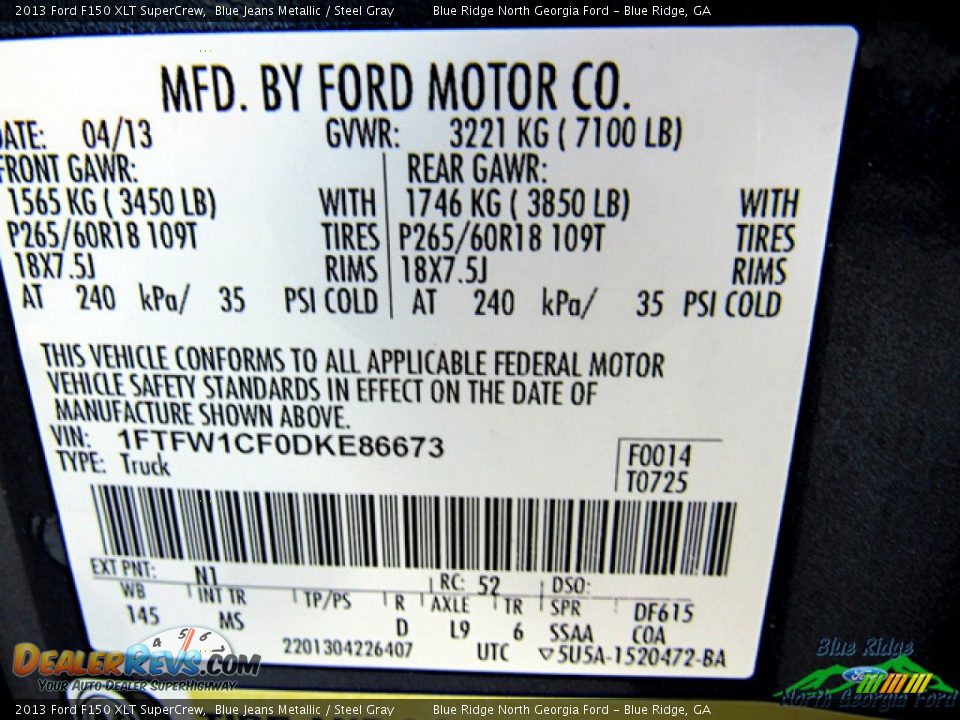 2013 Ford F150 XLT SuperCrew, Blue Jeans Metallic / Steel Gray Blue Ridge North Georgia Ford - Blue Ridge, GA
MFD. BY FORD MOTOR CO.
DATE: 04/13 GVWR: 3221 KG ( 7100 LB)
FRONT GAWR: REAR GAWR:
1565 KG ( 3450 LB) WITH 1746 KG ( 3850 LB) WITH
P265/60R18 109T TIRES P265/60R18 109T TIRES
18X7.5J RIMS 18X7.5J RIMS
AT 240 kPa/ 35 PSI COLD AT 240 kPa/ 35 PSI COLD
THIS VEHICLE CONFORMS TO ALL APPLICABLE FEDERAL MOTOR
VEHICLE SAFETY STANDARDS IN EFFECT ON THE DATE OF
MANUFACTURE SHOWN ABOVE.
VIN: 1FTFW1CF0DKE86673
TYPE: Truck
F0014
T0725
EXT PNT: N1 RC: 52 DSO:
WB INT TR TP/PS R AXLE TR SPR DF615
145 MS D L9 6 SSAA COA
2201304226407 UTC ▽5U5A-1520472-BA
4 5 6
DEALERREVS.COM
YOUR AUTO DEALER SUPERHIGHWAY
Blue Ridge
Ford
North Georgia Ford
2013 Ford F150 XLT SuperCrew, Blue Jeans Metallic / Steel Gray Blue Ridge North Georgia Ford - Blue Ridge, GA